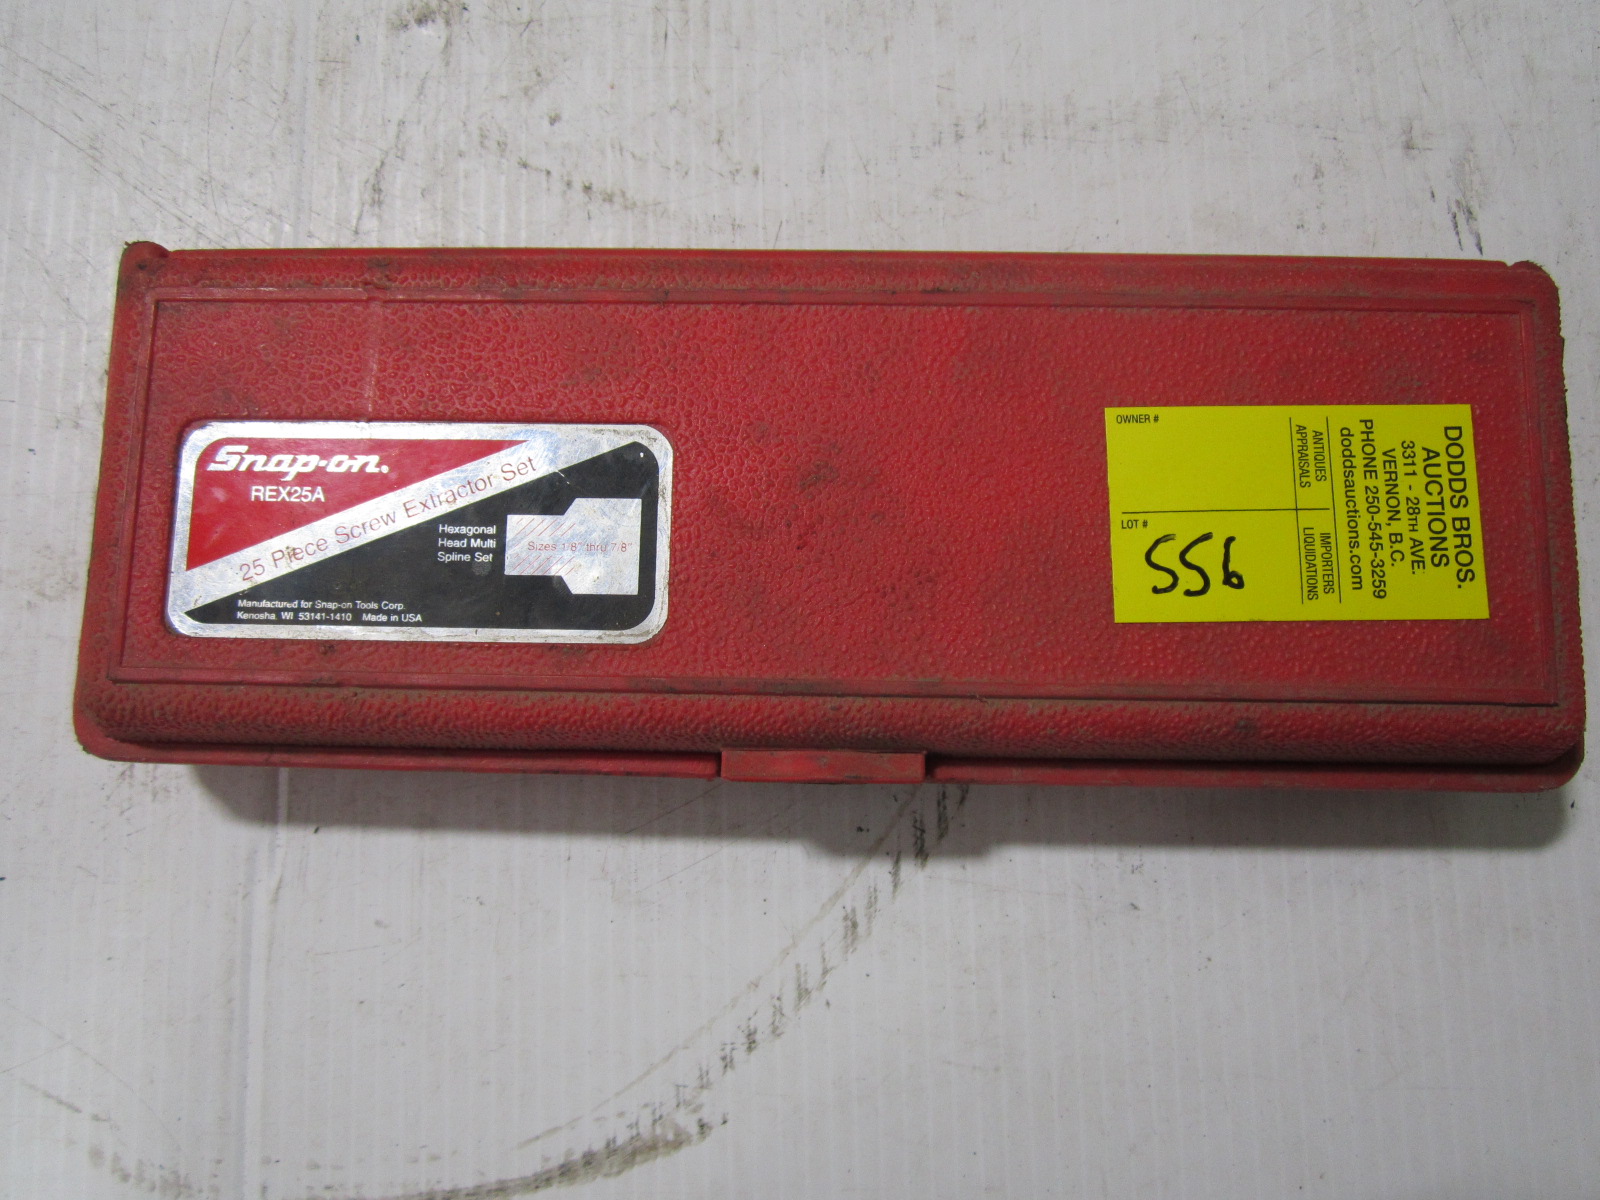 Snap-on.
REX25A
25 Piece Screw Extractor Set
Hexagonal
Head Multi
Spline Set
Sizes 1/8" thru 7/8"
Manufactured for Snap-on Tools Corp.
Kenosha, WI 53141-1410 Made in USA
DODDS BROS.
AUCTIONS
3311 - 28TH AVE.
VERNON, B.C.
PHONE 250-545-3259
doddsauctions.com
ANTIQUES
APPRAISALS
IMPORTERS
LIQUIDATIONS
OWNER #
LOT #
556